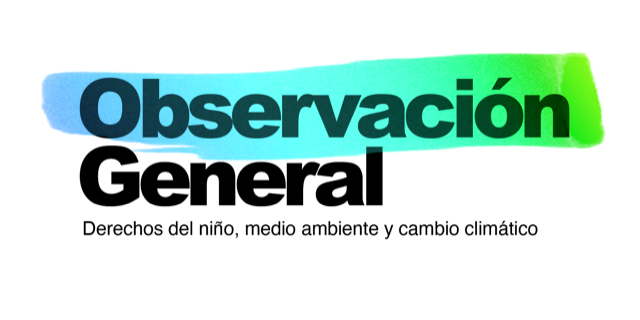 Observación
General
Derechos del niño, medio ambiente y cambio climático